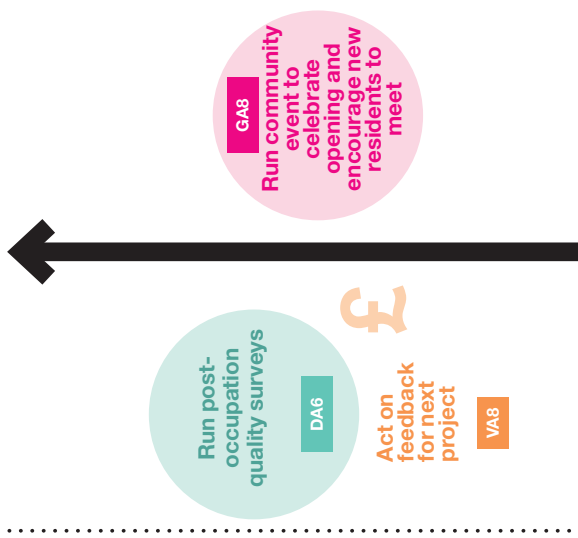 GA8
Run community
event to
celebrate
opening and
encourage new
residents to
meet
Run post-
occupation
quality surveys
DA6
£
Act on
feedback
for next
project
VA8